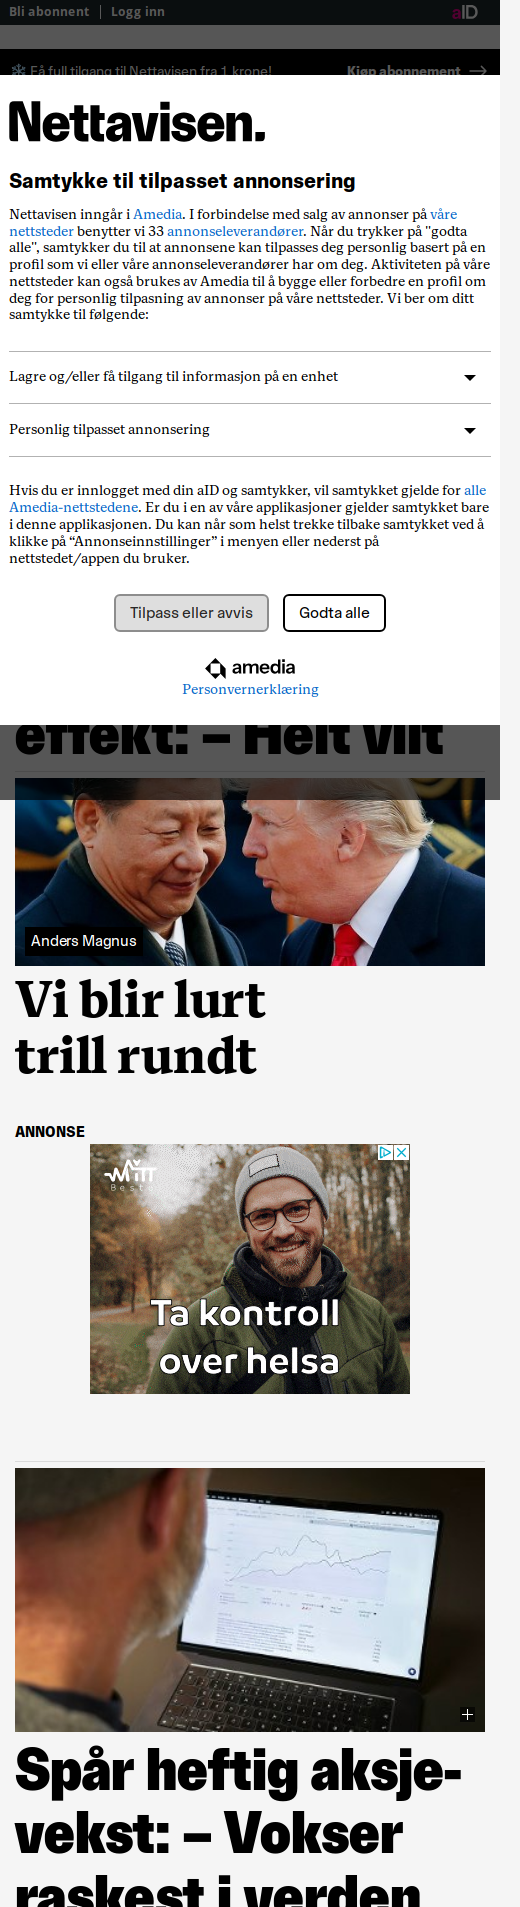 Bli abonnent | Logg inn
aID
Få full tilgang til Nettavisen fra 1 krone!
Kjøp abonnement
Nettavisen.
Samtykke til tilpasset annonsering
Nettavisen inngår i Amedia. I forbindelse med salg av annonser på våre
nettsteder benytter vi 33 annonseleverandører. Når du trykker på "godta
alle", samtykker du til at annonsene kan tilpasses deg personlig basert på en
profil som vi eller våre annonseleverandører har om deg. Aktiviteten på våre
nettsteder kan også brukes av Amedia til å bygge eller forbedre en profil om
deg for personlig tilpasning av annonser på våre nettsteder. Vi ber om ditt
samtykke til følgende:
Lagre og/eller få tilgang til informasjon på en enhet
Personlig tilpasset annonsering
Hvis du er innlogget med din aID og samtykker, vil samtykket gjelde for alle
Amedia-nettstedene. Er du i en av våre applikasjoner gjelder samtykket bare
i denne applikasjonen. Du kan når som helst trekke tilbake samtykket ved å
klikke på “Annonseinnstillinger” i menyen eller nederst på
nettstedet/appen du bruker.
Tilpass eller avvis
Godta alle
amedia
Personvernerklæring
effekt: – Helt vilt
Anders Magnus
Vi blir lurt
trill rundt
ANNONSE
Mitt
Beste
Ta kontroll
over helsa
Spår heftig aksje-
vekst: – Vokser
raskest i verden